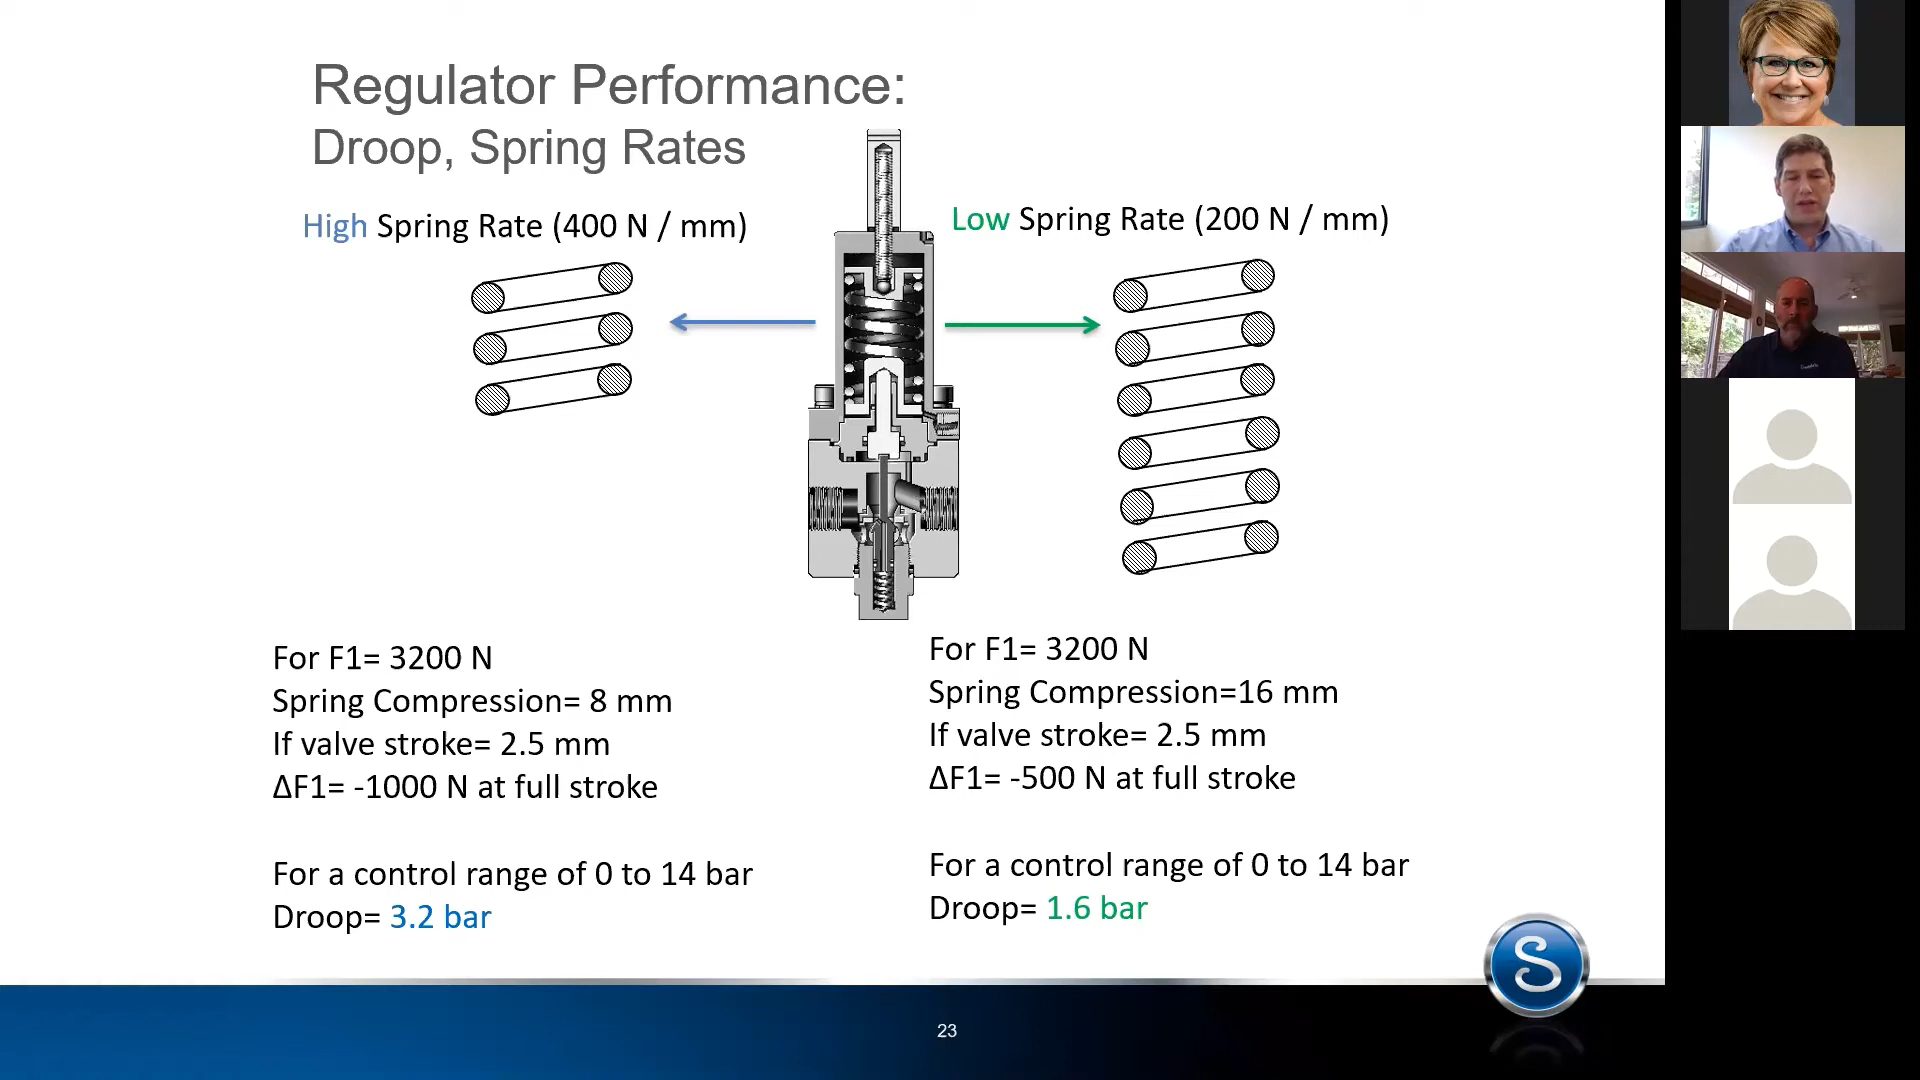 Regulator Performance:
Droop, Spring Rates
High Spring Rate (400 N / mm)
Low Spring Rate (200 N / mm)
For F1= 3200 N
Spring Compression= 8 mm
If valve stroke= 2.5 mm
ΔF1= -1000 N at full stroke
For a control range of 0 to 14 bar
Droop= 3.2 bar
For F1= 3200 N
Spring Compression=16 mm
If valve stroke= 2.5 mm
ΔF1= -500 N at full stroke
For a control range of 0 to 14 bar
Droop= 1.6 bar
S
23